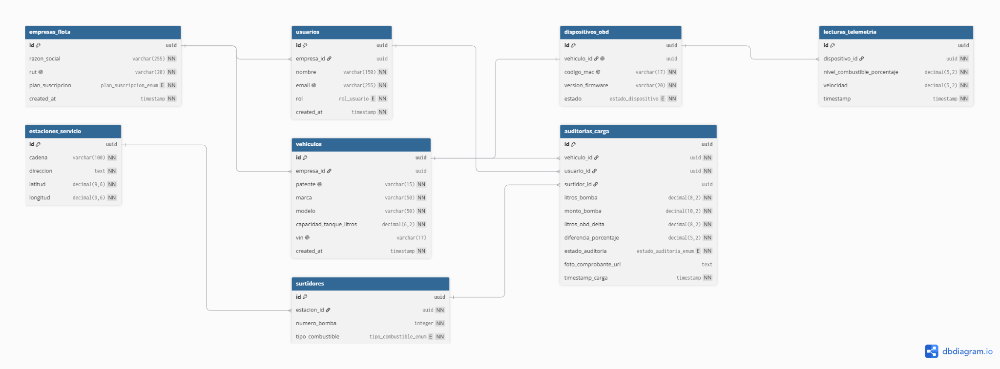 empresas_flota
id uuid
razon_social varchar(255) NN
rut varchar(20) NN
plan_suscripcion plan_suscripcion_enum E NN
created_at timestamp NN
usuarios
id uuid
empresa_id uuid
nombre varchar(150) NN
email varchar(255) NN
rol rol_usuario E NN
created_at timestamp NN
dispositivos_obd
id uuid
vehiculo_id uuid
codigo_mac varchar(17) NN
version_firmware varchar(20) NN
estado estado_dispositivo E NN
lecturas_telemetria
id uuid
dispositivo_id uuid NN
nivel_combustible_porcentaje decimal(5,2) NN
velocidad decimal(5,2) NN
timestamp timestamp NN
estaciones_servicio
id uuid
cadena varchar(100) NN
direccion text NN
latitud decimal(9,6) NN
longitud decimal(9,6) NN
vehiculos
id uuid
empresa_id uuid
patente varchar(15) NN
marca varchar(50) NN
modelo varchar(50) NN
capacidad_tanque_litros decimal(6,2) NN
vin varchar(17)
created_at timestamp NN
auditorias_carga
id uuid
vehiculo_id uuid NN
usuario_id uuid NN
surtidor_id uuid
litros_bomba decimal(8,2) NN
monto_bomba decimal(10,2) NN
litros_obd_delta decimal(8,2) NN
diferencia_porcentaje decimal(5,2) NN
estado_auditoria estado_auditoria_enum E NN
foto_comprobante_url text
timestamp_carga timestamp NN
surtidores
id uuid
estacion_id uuid NN
numero_bomba integer NN
tipo_combustible tipo_combustible_enum E NN
dbdiagram.io